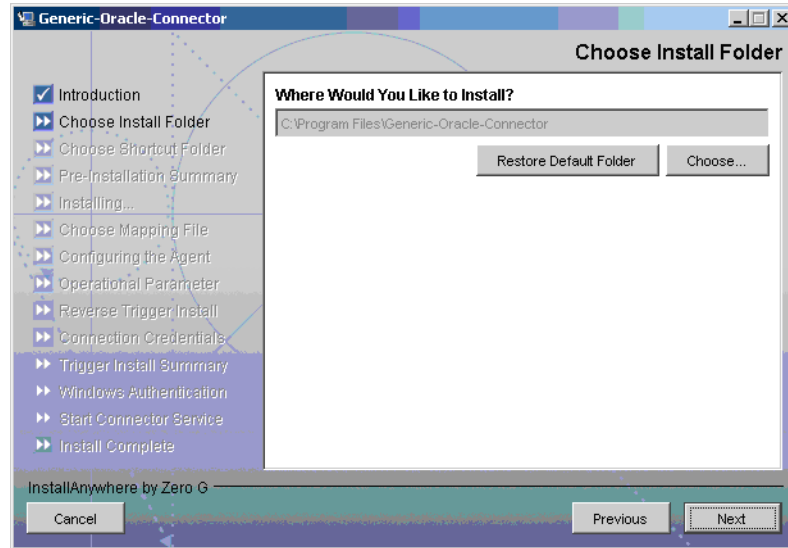 Generic-Oracle-Connector
Choose Install Folder
Introduction
Choose Install Folder
Choose Shortcut Folder
Pre-Installation Summary
Installing...
Choose Mapping File
Configuring the Agent
Operational Parameter
Reverse Trigger Install
Connection Credentials
Trigger Install Summary
Windows Authentication
Start Connector Service
Install Complete
Where Would You Like to Install?
C:\Program Files\Generic-Oracle-Connector
Restore Default Folder
Choose...
InstallAnywhere by Zero G
Cancel
Previous
Next